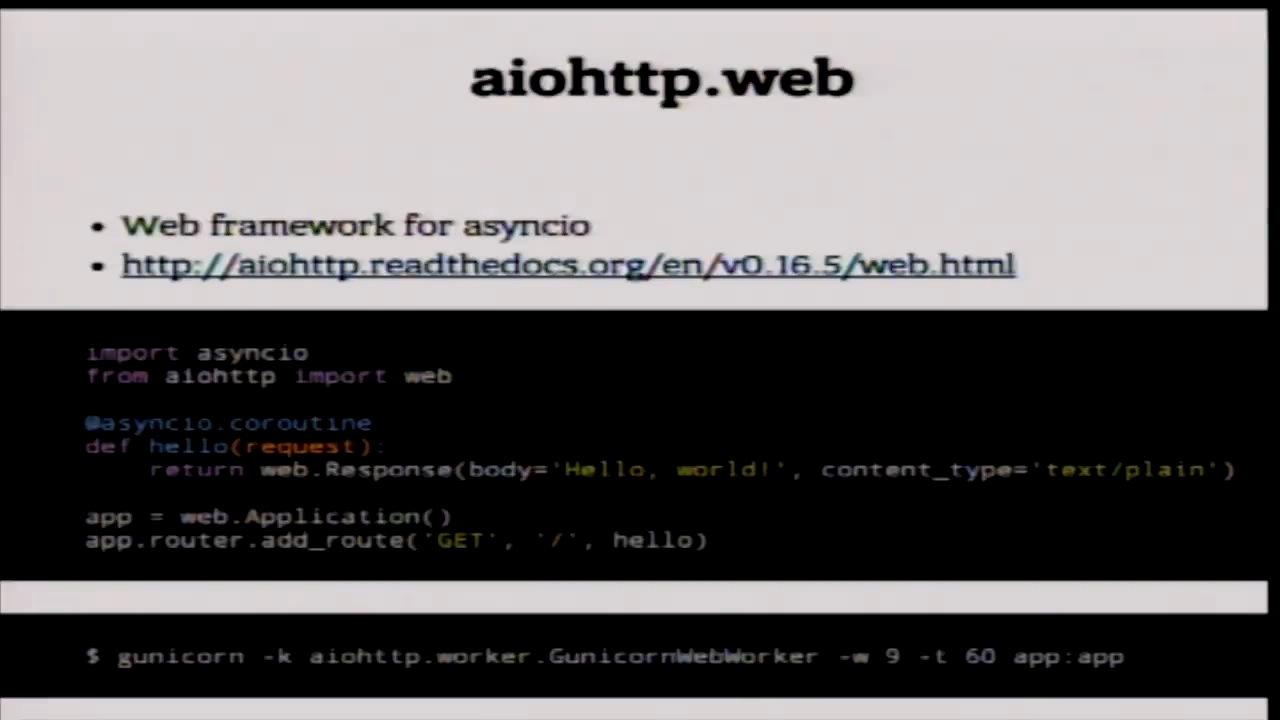 aiohttp.web
• Web framework for asyncio
• http://aiohttp.readthedocs.org/en/v0.16.5/web.html
import asyncio
from aiohttp import web
@asyncio.coroutine
def hello(request):
    return web.Response(body='Hello, world!', content_type='text/plain')
app = web.Application()
app.router.add_route('GET', '/', hello)
$ gunicorn -k aiohttp.worker.GunicornWebWorker -w 9 -t 60 app:app